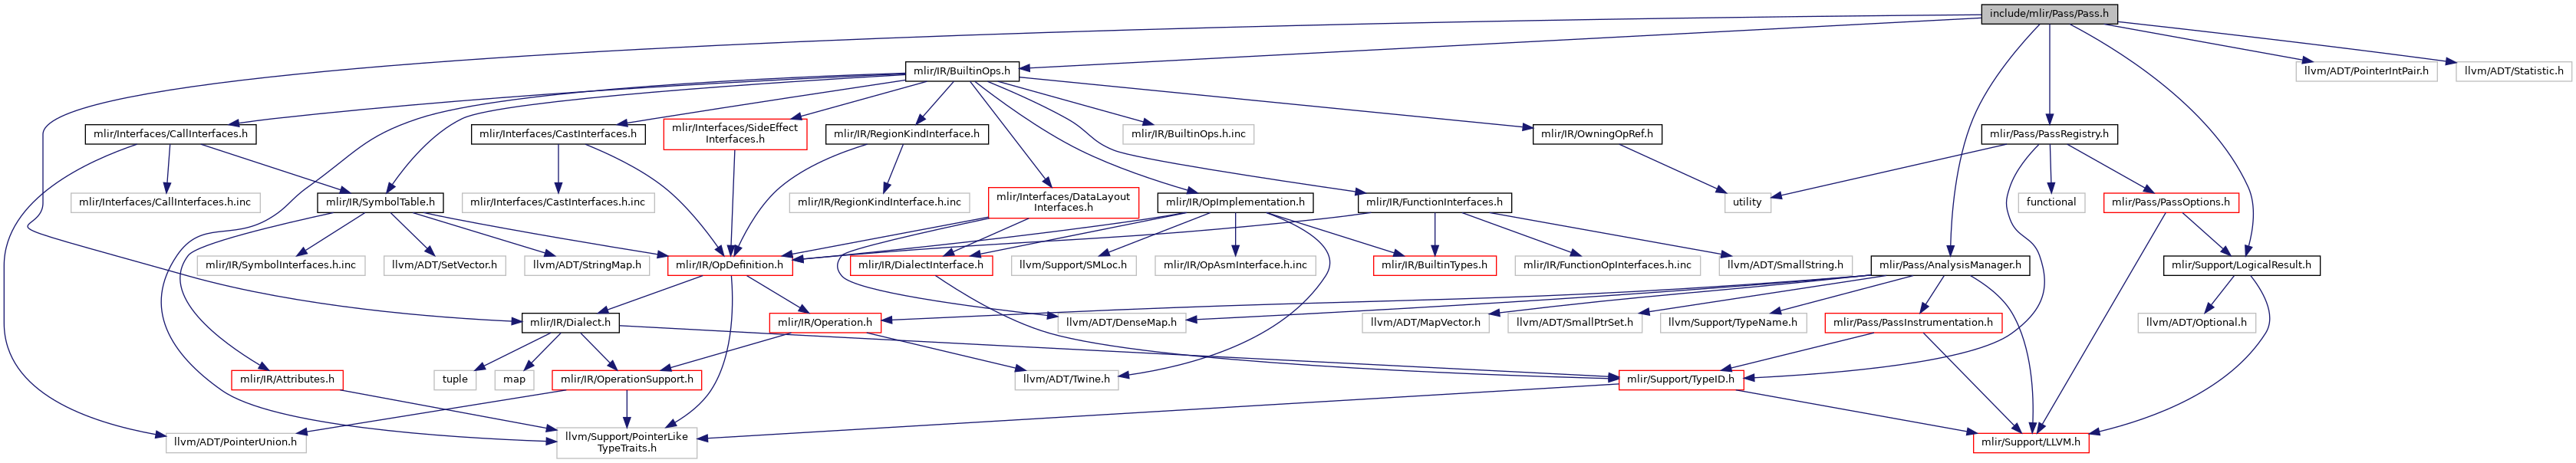 include/mlir/Pass/Pass.h
mlir/IR/BuiltinOps.h
llvm/ADT/PointerIntPair.h
llvm/ADT/Statistic.h
mlir/Interfaces/CallInterfaces.h
mlir/Interfaces/CastInterfaces.h
mlir/Interfaces/SideEffect
Interfaces.h
mlir/IR/RegionKindInterface.h
mlir/IR/BuiltinOps.h.inc
mlir/IR/OwningOpRef.h
mlir/Pass/PassRegistry.h
mlir/Interfaces/CallInterfaces.h.inc
mlir/IR/SymbolTable.h
mlir/Interfaces/CastInterfaces.h.inc
mlir/IR/RegionKindInterface.h.inc
mlir/Interfaces/DataLayout
Interfaces.h
mlir/IR/OpImplementation.h
mlir/IR/FunctionInterfaces.h
utility
functional
mlir/Pass/PassOptions.h
mlir/IR/SymbolInterfaces.h.inc
llvm/ADT/SetVector.h
llvm/ADT/StringMap.h
mlir/IR/OpDefinition.h
mlir/IR/DialectInterface.h
llvm/Support/SMLoc.h
mlir/IR/OpAsmInterface.h.inc
mlir/IR/BuiltinTypes.h
mlir/IR/FunctionOpInterfaces.h.inc
llvm/ADT/SmallString.h
mlir/Pass/AnalysisManager.h
mlir/Support/LogicalResult.h
mlir/IR/Dialect.h
mlir/IR/Operation.h
llvm/ADT/DenseMap.h
llvm/ADT/MapVector.h
llvm/ADT/SmallPtrSet.h
llvm/Support/TypeName.h
mlir/Pass/PassInstrumentation.h
llvm/ADT/Optional.h
mlir/IR/Attributes.h
tuple
map
mlir/IR/OperationSupport.h
llvm/ADT/Twine.h
mlir/Support/TypeID.h
llvm/ADT/PointerUnion.h
llvm/Support/PointerLike
TypeTraits.h
mlir/Support/LLVM.h